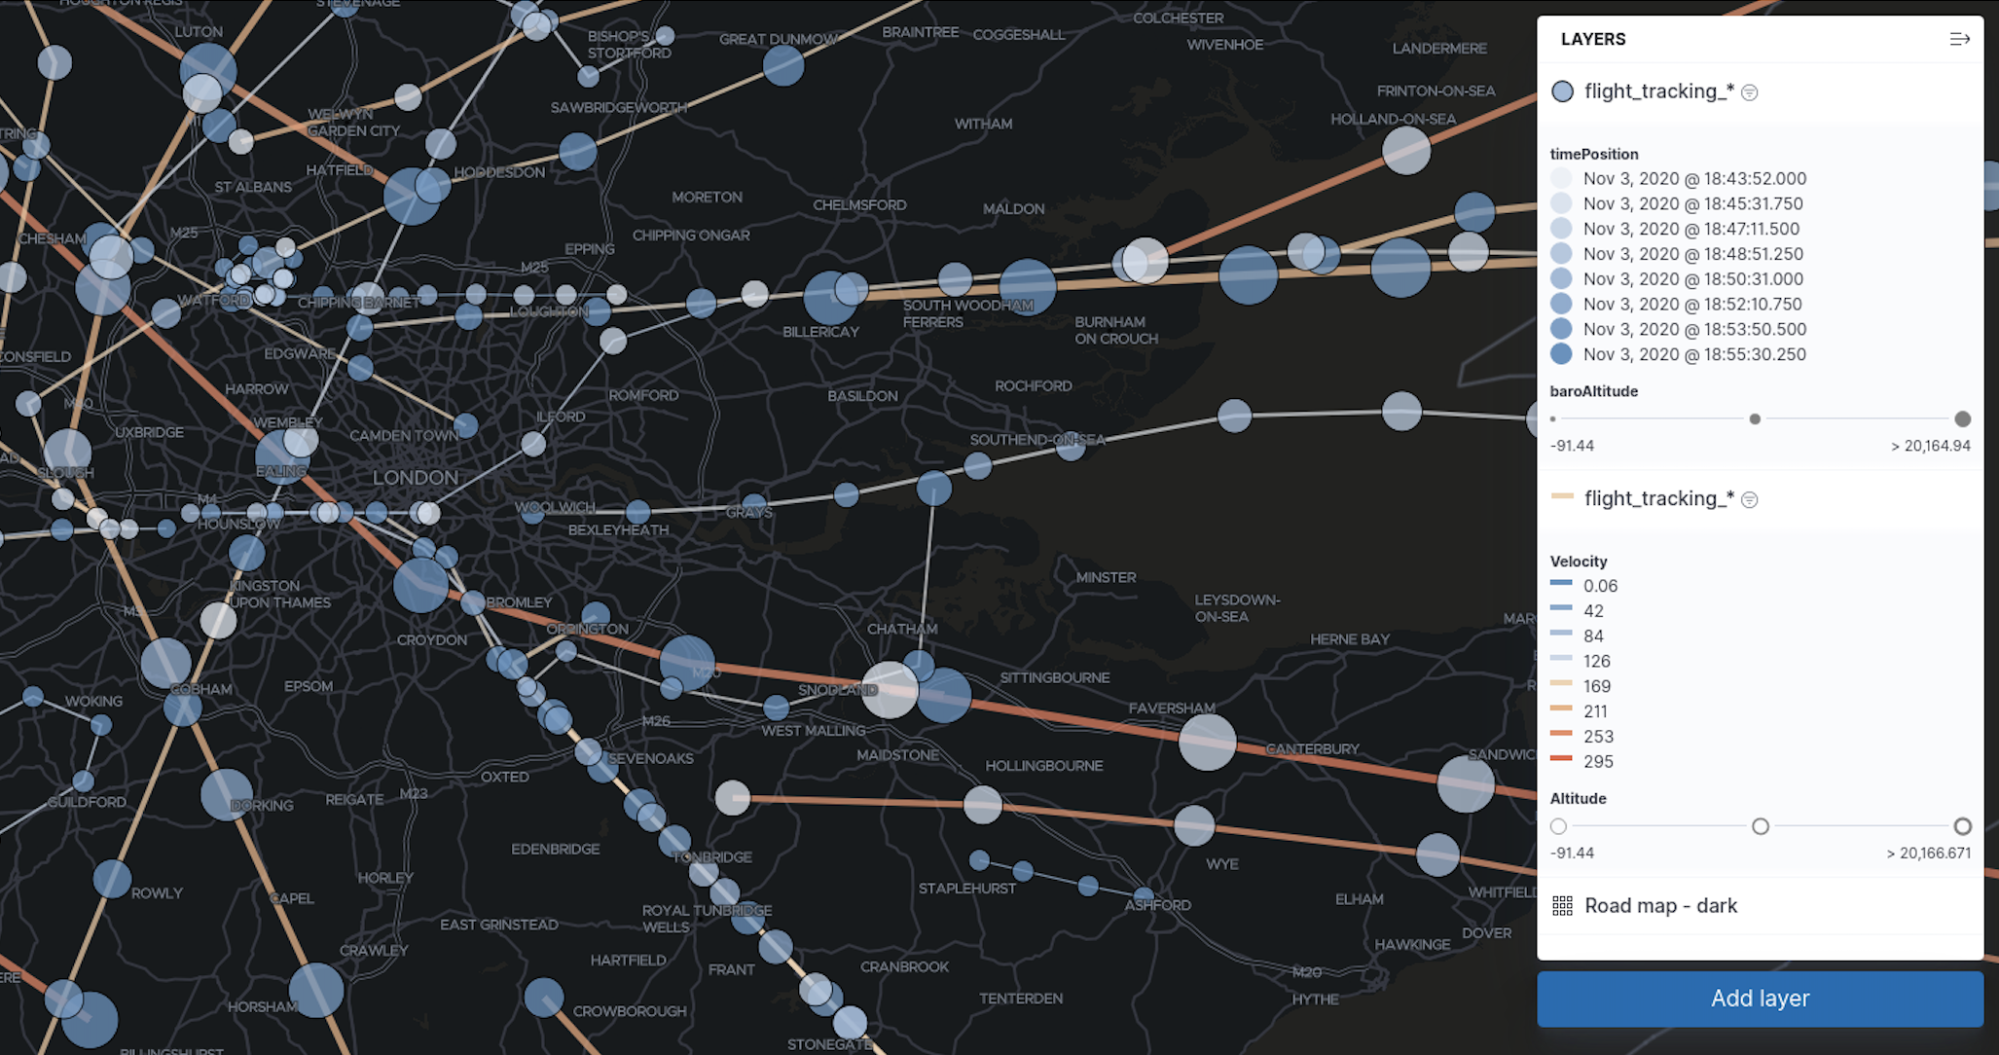 HOUGHTON REGIS
STEVENAGE
LUTON
BISHOP'S
STORTFORD
GREAT DUNMOW
BRAINTREE
COGGESHALL
COLCHESTER
WIVENHOE
LANDERMERE
FRINTON-ON-SEA
HOLLAND-ON-SEA
WELWYN
GARDEN CITY
SAWBRIDGEWORTH
WITHAM
TRING
HATFIELD
HODDESDON
ST ALBANS
MORETON
CHELMSFORD
MALDON
CHESHAM
M25
EPPING
CHIPPING ONGAR
M25
WATFORD
CHIPPING BARNET
LOUGHTON
BILLERICAY
SOUTH WOODHAM
FERRERS
BURNHAM
ON CROUCH
CONSFIELD
EDGWARE
HARROW
ROMFORD
BASILDON
ROCHFORD
M40
UXBRIDGE
WEMBLEY
CAMDEN TOWN
ILFORD
SOUTHEND-ON-SEA
SLOUGH
EALING
LONDON
M4
HOUNSLOW
WOOLWICH
BEXLEYHEATH
GRAYS
KINGSTON
UPON THAMES
BROMLEY
MINSTER
LEYSDOWN-
ON-SEA
M3
CROYDON
ORPINGTON
CHATHAM
HERNE BAY
MAR
COBHAM
EPSOM
M20
SNODLAND
SITTINGBOURNE
WOKING
M26
WEST MALLING
FAVERSHAM
SEVENOAKS
MAIDSTONE
HOLLINGBOURNE
CANTERBURY
SANDWIC
OXTED
GUILDFORD
DORKING
REIGATE
M23
EDENBRIDGE
TONBRIDGE
WYE
ROWLY
HORLEY
CAPEL
STAPLEHURST
ASHFORD
ELHAM
WHITFIELD
EAST GRINSTEAD
ROYAL TUNBRIDGE
WELLS
CRAWLEY
HAWKINGE
DOVER
HARTFIELD
FRANT
CRANBROOK
M20
HYTHE
HORSHAM
CROWBOROUGH
TENTERDEN
STONEGATE
BILLINGSHURST
LAYERS
flight_tracking_*
timePosition
Nov 3, 2020 @ 18:43:52.000
Nov 3, 2020 @ 18:45:31.750
Nov 3, 2020 @ 18:47:11.500
Nov 3, 2020 @ 18:48:51.250
Nov 3, 2020 @ 18:50:31.000
Nov 3, 2020 @ 18:52:10.750
Nov 3, 2020 @ 18:53:50.500
Nov 3, 2020 @ 18:55:30.250
baroAltitude
-91.44 > 20,164.94
flight_tracking_*
Velocity
0.06
42
84
126
169
211
253
295
Altitude
-91.44 > 20,166.671
Road map - dark
Add layer